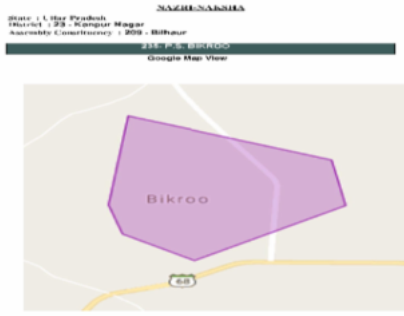 NAZRI-NAKSHA
State : Uttar Pradesh
District : 23 - Kanpur Nagar
Assembly Constituency : 209 - Bilhaur
235- P.S. BIKROO
Google Map View
Bikroo
68